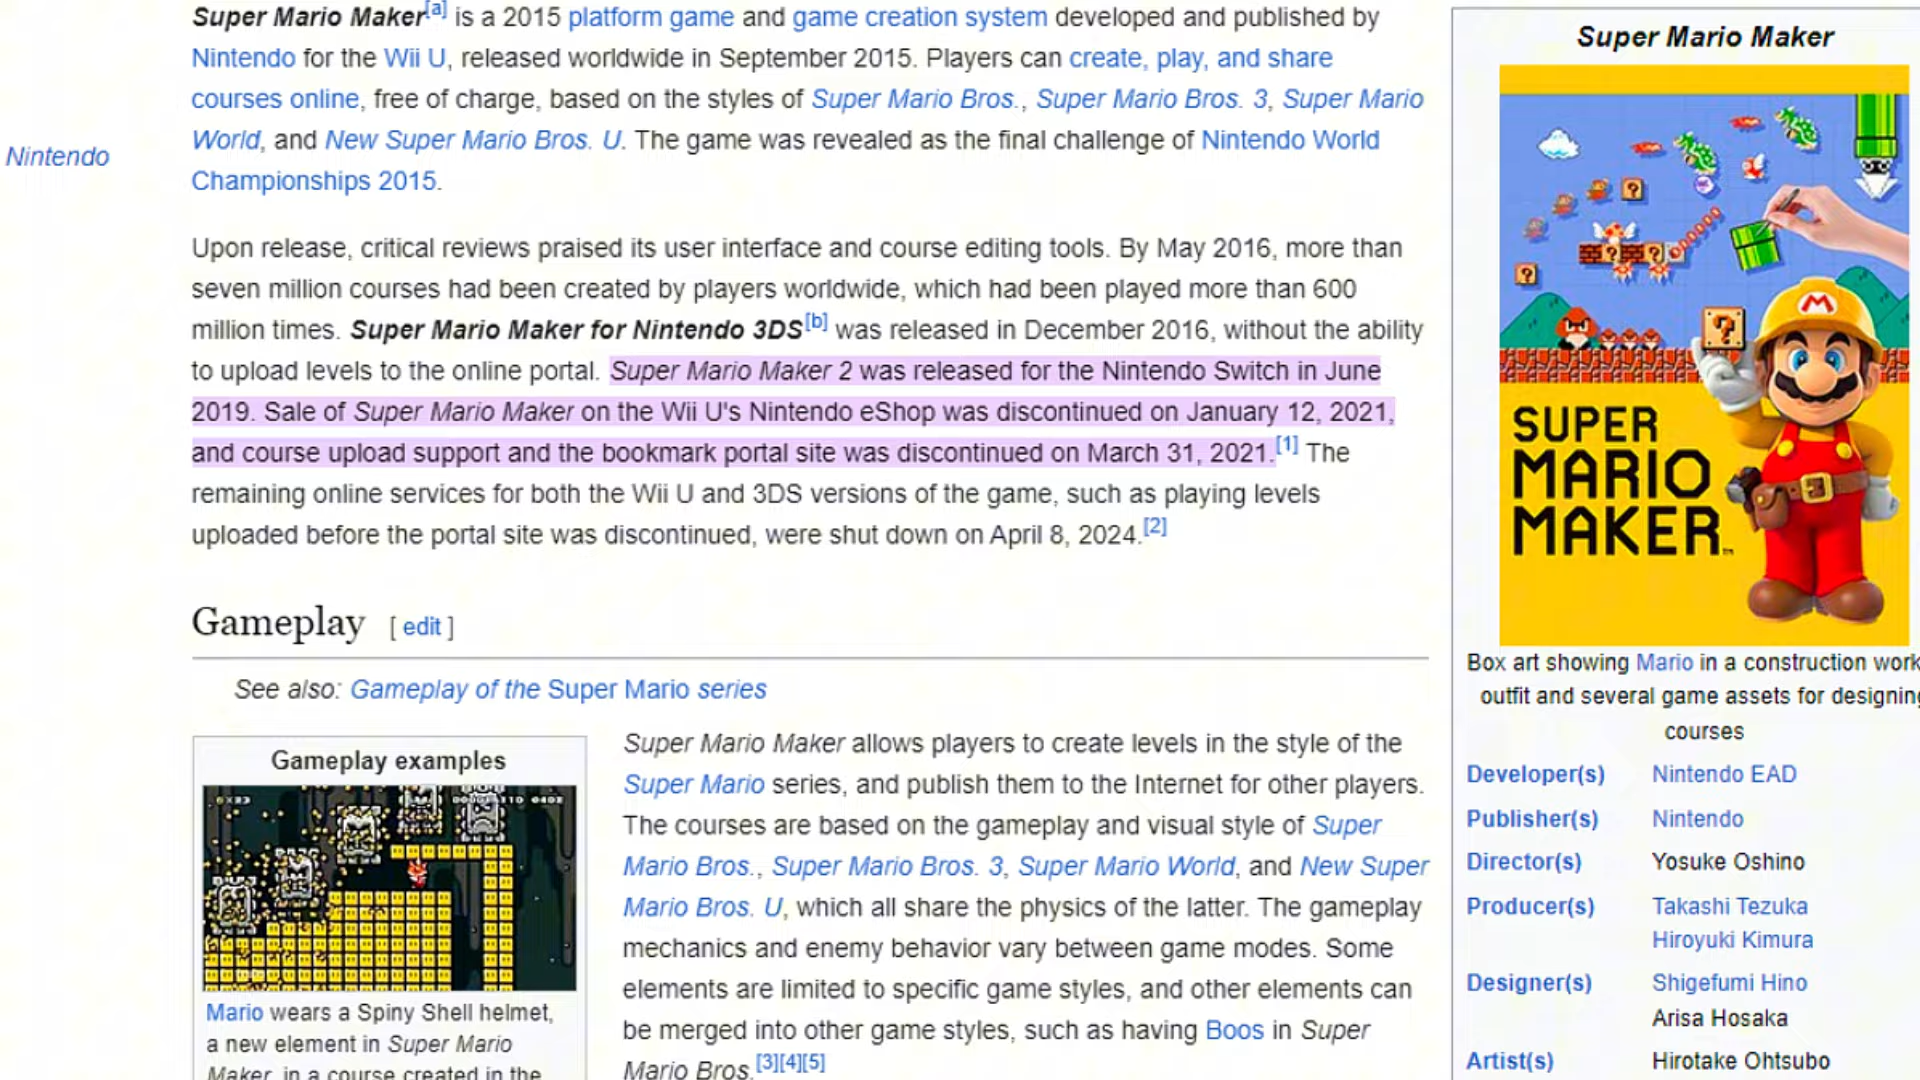 Super Mario Maker[a] is a 2015 platform game and game creation system developed and published by
Nintendo for the Wii U, released worldwide in September 2015. Players can create, play, and share
courses online, free of charge, based on the styles of Super Mario Bros., Super Mario Bros. 3, Super Mario
World, and New Super Mario Bros. U. The game was revealed as the final challenge of Nintendo World
Championships 2015.
Nintendo
Upon release, critical reviews praised its user interface and course editing tools. By May 2016, more than
seven million courses had been created by players worldwide, which had been played more than 600
million times. Super Mario Maker for Nintendo 3DS[b] was released in December 2016, without the ability
to upload levels to the online portal. Super Mario Maker 2 was released for the Nintendo Switch in June
2019. Sale of Super Mario Maker on the Wii U's Nintendo eShop was discontinued on January 12, 2021,
and course upload support and the bookmark portal site was discontinued on March 31, 2021.[1] The
remaining online services for both the Wii U and 3DS versions of the game, such as playing levels
uploaded before the portal site was discontinued, were shut down on April 8, 2024.[2]
Gameplay [ edit ]
See also: Gameplay of the Super Mario series
Gameplay examples
Mario wears a Spiny Shell helmet,
a new element in Super Mario
Maker, in a course created in the
Super Mario Maker allows players to create levels in the style of the
Super Mario series, and publish them to the Internet for other players.
The courses are based on the gameplay and visual style of Super
Mario Bros., Super Mario Bros. 3, Super Mario World, and New Super
Mario Bros. U, which all share the physics of the latter. The gameplay
mechanics and enemy behavior vary between game modes. Some
elements are limited to specific game styles, and other elements can
be merged into other game styles, such as having Boos in Super
Mario Bros.[3][4][5]
Super Mario Maker
M
?
?
?
?
?
SUPER
MARIO
MAKER™
Box art showing Mario in a construction work
outfit and several game assets for designing
courses
Developer(s) Nintendo EAD
Publisher(s) Nintendo
Director(s) Yosuke Oshino
Producer(s) Takashi Tezuka
Hiroyuki Kimura
Designer(s) Shigefumi Hino
Arisa Hosaka
Artist(s) Hirotake Ohtsubo